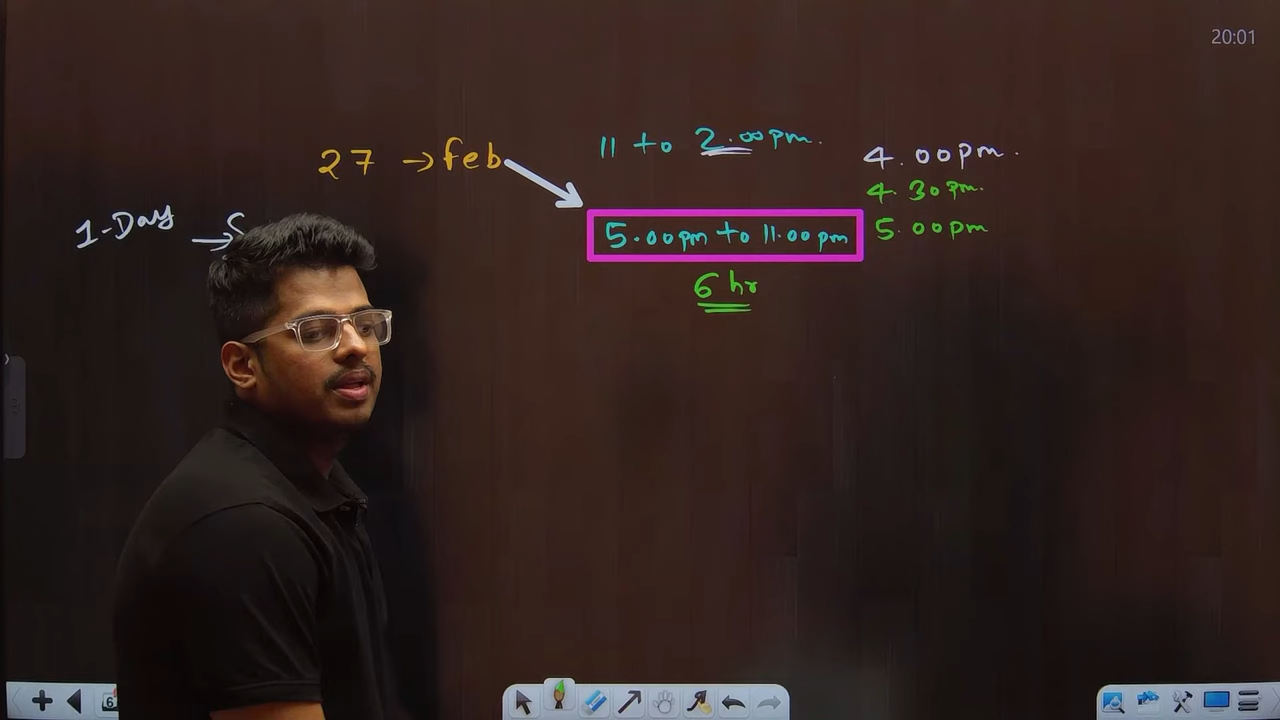 20:01
11 to 2.00pm.
27 → feb
4.00pm.
4.30pm.
1-Day →
5.00pm to 11.00pm
5.00pm
6 hr